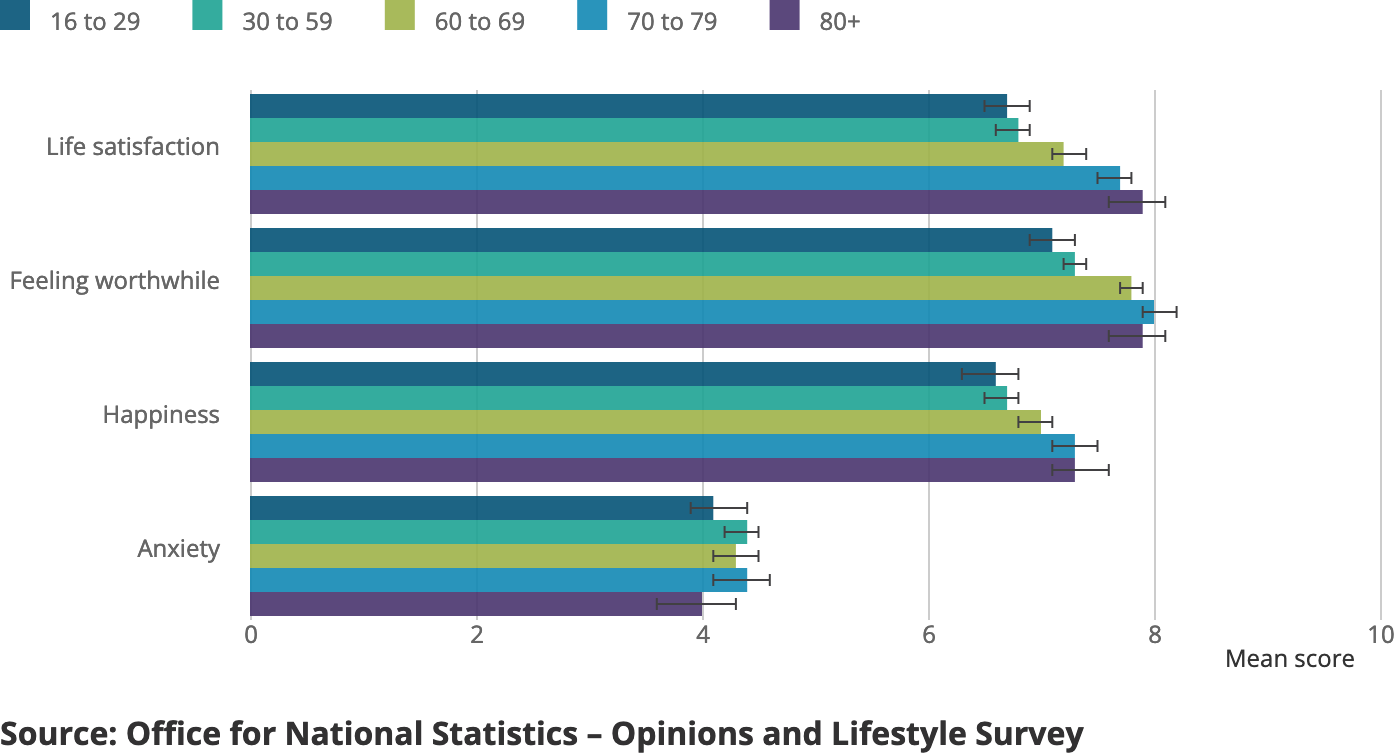 16 to 29 30 to 59 60 to 69 70 to 79 80+
Life satisfaction
Feeling worthwhile
Happiness
Anxiety
0 2 4 6 8 10
Mean score
Source: Office for National Statistics – Opinions and Lifestyle Survey